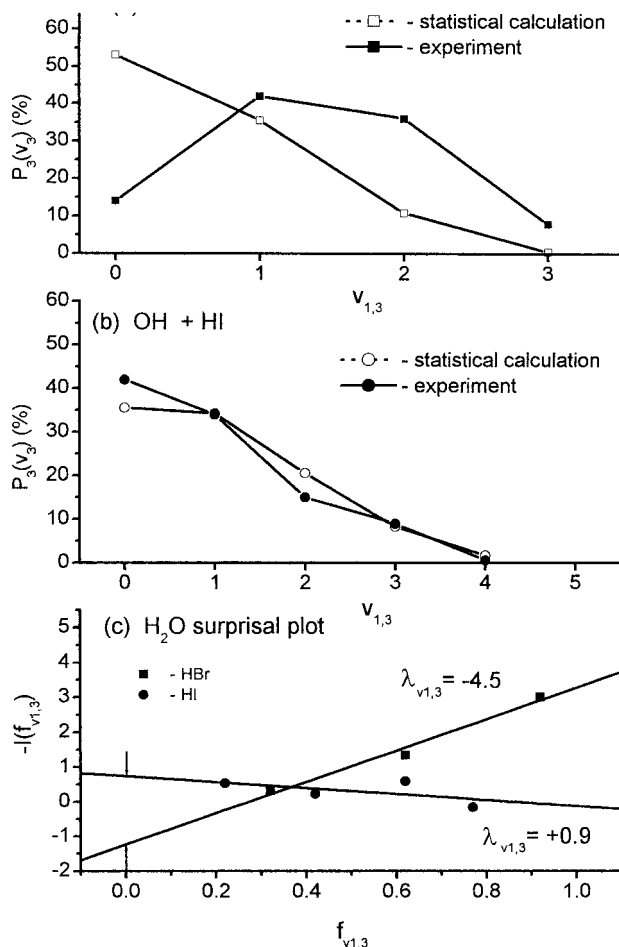 - statistical calculation
- experiment
60
50
40
30
20
10
0
P₃(v₃) (%)
0 1 2 3
v₁,₃
(b) OH + HI
- statistical calculation
- experiment
60
50
40
30
20
10
0
P₃(v₃) (%)
0 1 2 3 4 5
v₁,₃
(c) H₂O surprisal plot
- HBr
- HI
λv1,3 = -4.5
λv1,3 = +0.9
5
4
3
2
1
0
-1
-2
-I(fv1,3)
0.0 0.2 0.4 0.6 0.8 1.0
fv1,3